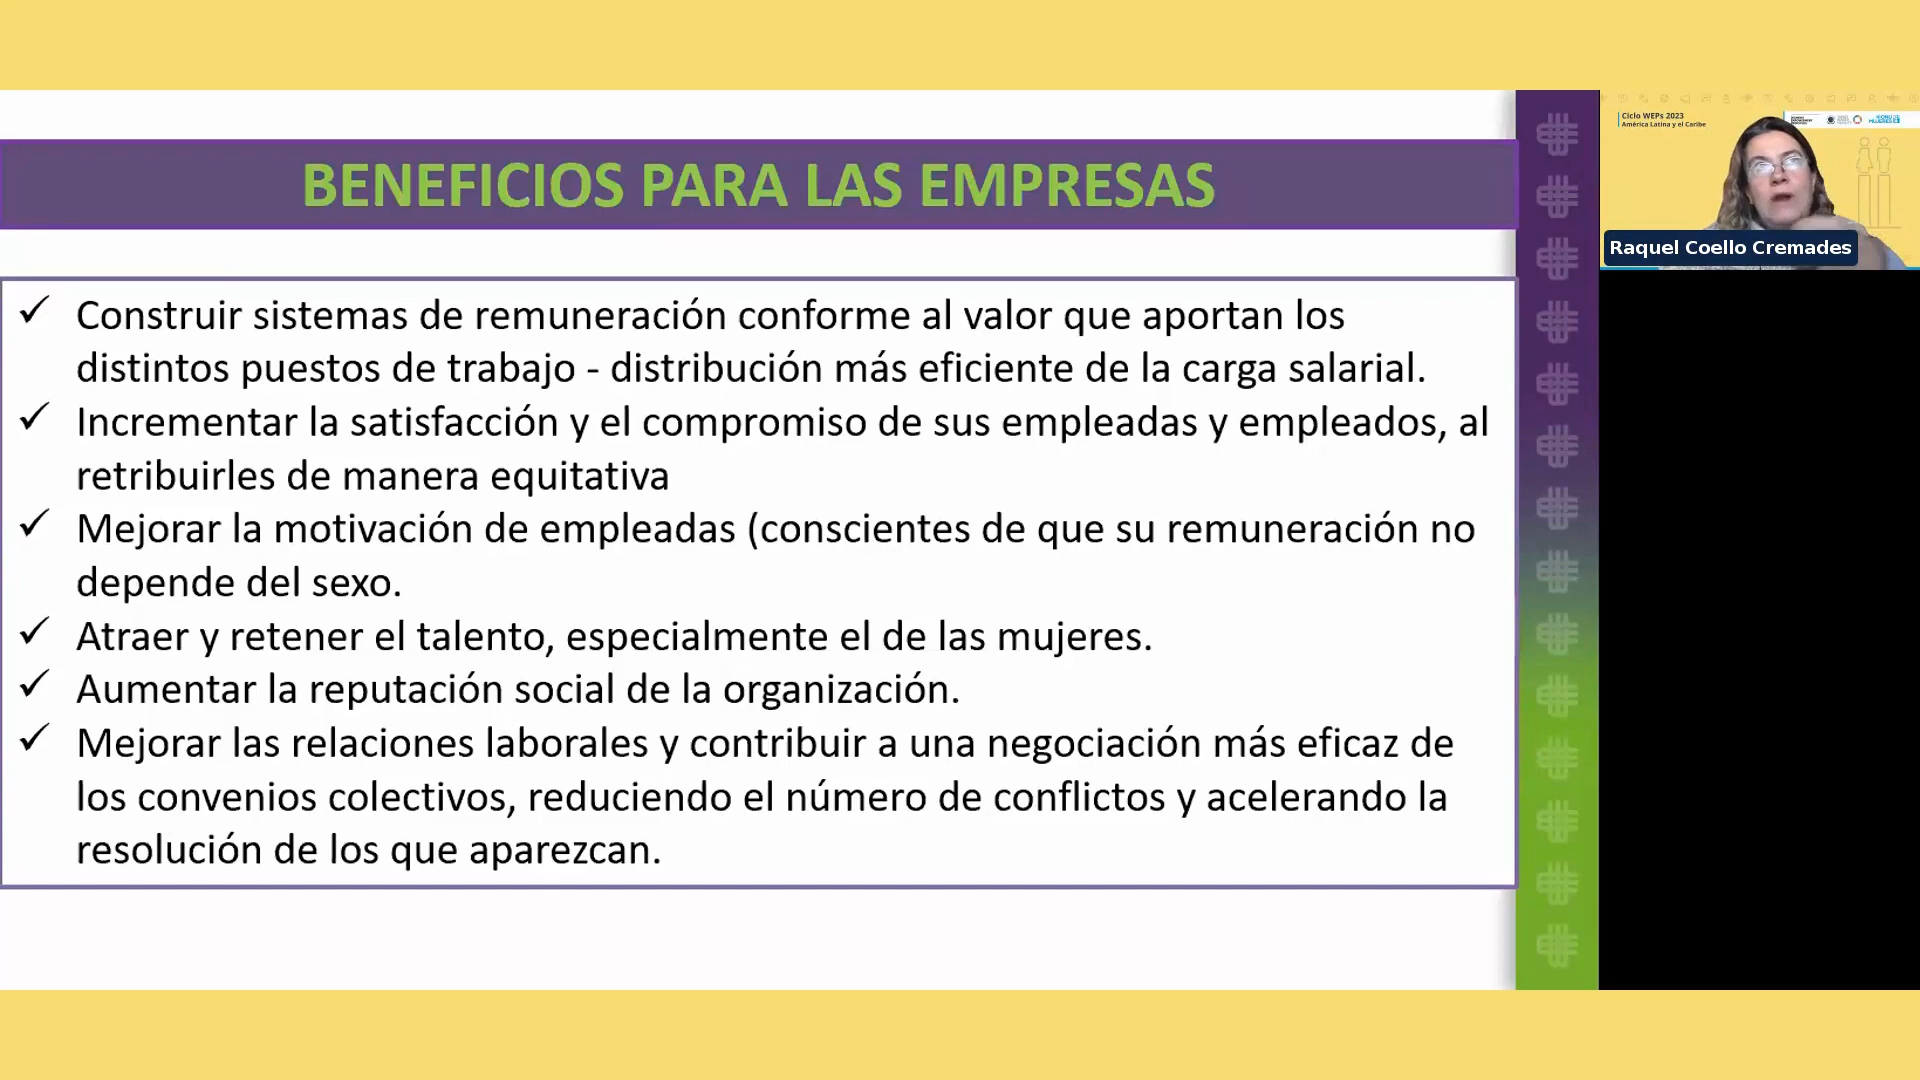 BENEFICIOS PARA LAS EMPRESAS
Construir sistemas de remuneración conforme al valor que aportan los
distintos puestos de trabajo - distribución más eficiente de la carga salarial.
Incrementar la satisfacción y el compromiso de sus empleadas y empleados, al
retribuirles de manera equitativa
Mejorar la motivación de empleadas (conscientes de que su remuneración no
depende del sexo.
Atraer y retener el talento, especialmente el de las mujeres.
Aumentar la reputación social de la organización.
Mejorar las relaciones laborales y contribuir a una negociación más eficaz de
los convenios colectivos, reduciendo el número de conflictos y acelerando la
resolución de los que aparezcan.
Ciclo WEPs 2023
América Latina y el Caribe
Raquel Coello Cremades